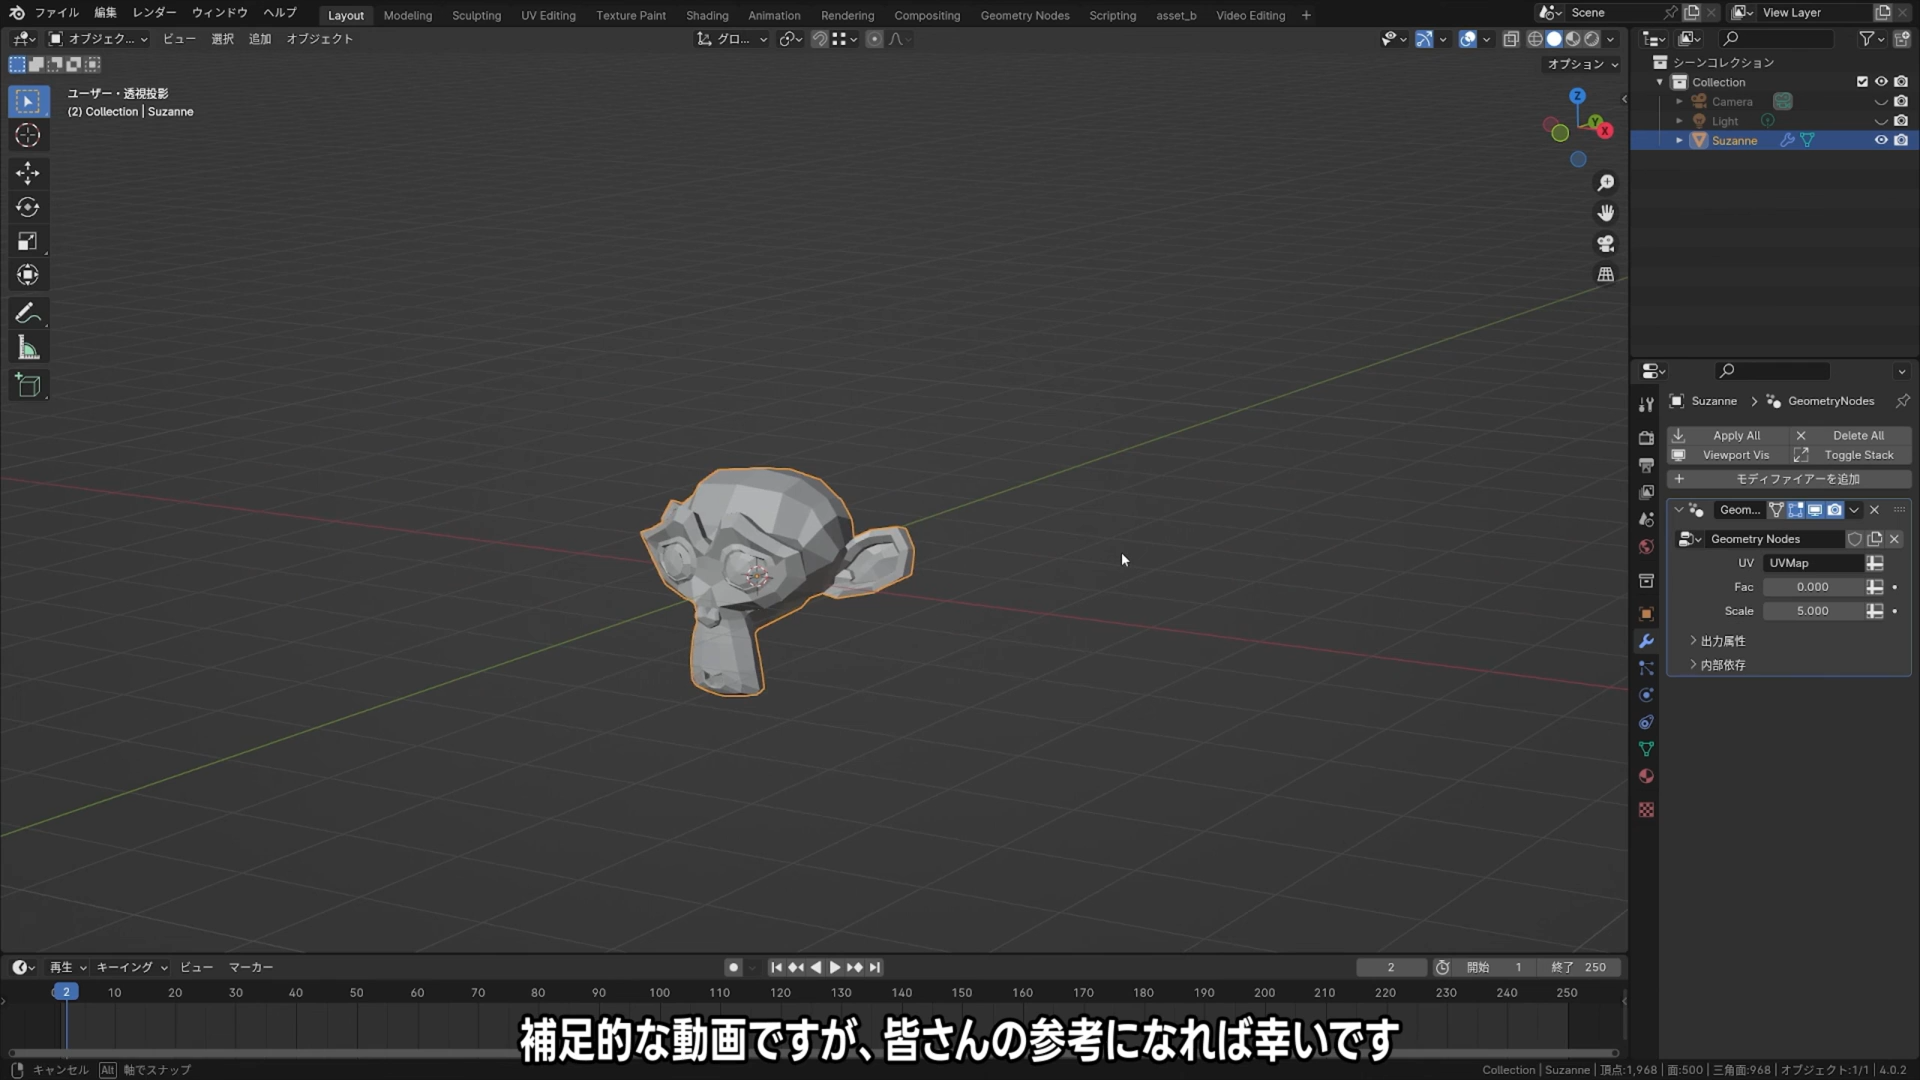 ファイル 編集 レンダー ウィンドウ ヘルプ Layout Modeling Sculpting UV Editing Texture Paint Shading Animation Rendering Compositing Geometry Nodes Scripting asset_b Video Editing + Scene View Layer
オブジェク... ビュー 選択 追加 オブジェクト グロ...
オプション
ユーザー・透視投影
(2) Collection | Suzanne
Z
Y
X
シーンコレクション
Collection
Camera
Light
Suzanne
Suzanne > GeometryNodes
Apply All Delete All
Viewport Vis Toggle Stack
+ モディファイアーを追加
Geom...
Geometry Nodes
UV UVMap
Fac 0.000
Scale 5.000
出力属性
内部依存
再生 キーイング ビュー マーカー 2 開始 1 終了 250
2 10 20 30 40 50 60 70 80 90 100 110 120 130 140 150 160 170 180 190 200 210 220 230 240 250
補足的な動画ですが、皆さんの参考になれば幸いです
キャンセル Alt 軸でスナップ Collection | Suzanne | 頂点:1,968 | 面:500 | 三角面:968 | オブジェクト:1/1 | 4.0.2